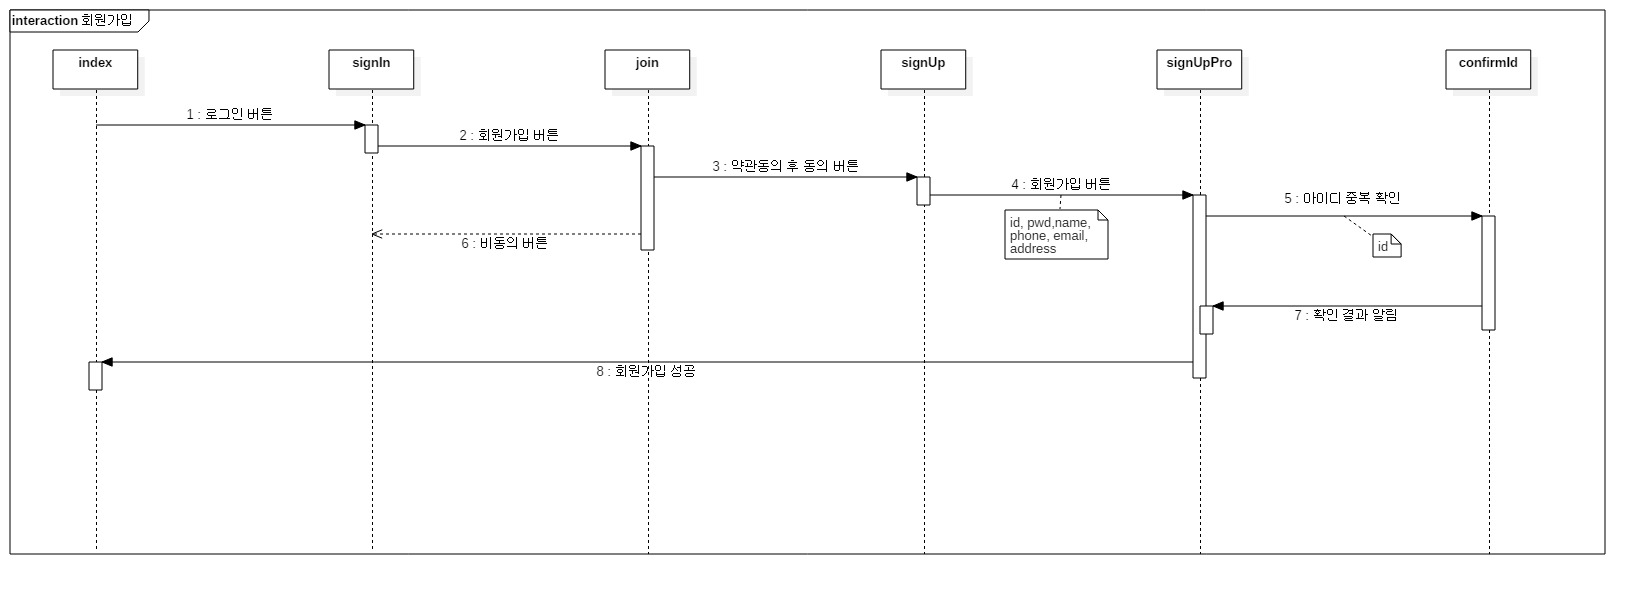 interaction 회원가입
index
signIn
join
signUp
signUpPro
confirmId
1 : 로그인 버튼
2 : 회원가입 버튼
3 : 약관동의 후 동의 버튼
4 : 회원가입 버튼
5 : 아이디 중복 확인
id, pwd,name,
phone, email,
address
id
6 : 비동의 버튼
7 : 확인 결과 알림
8 : 회원가입 성공